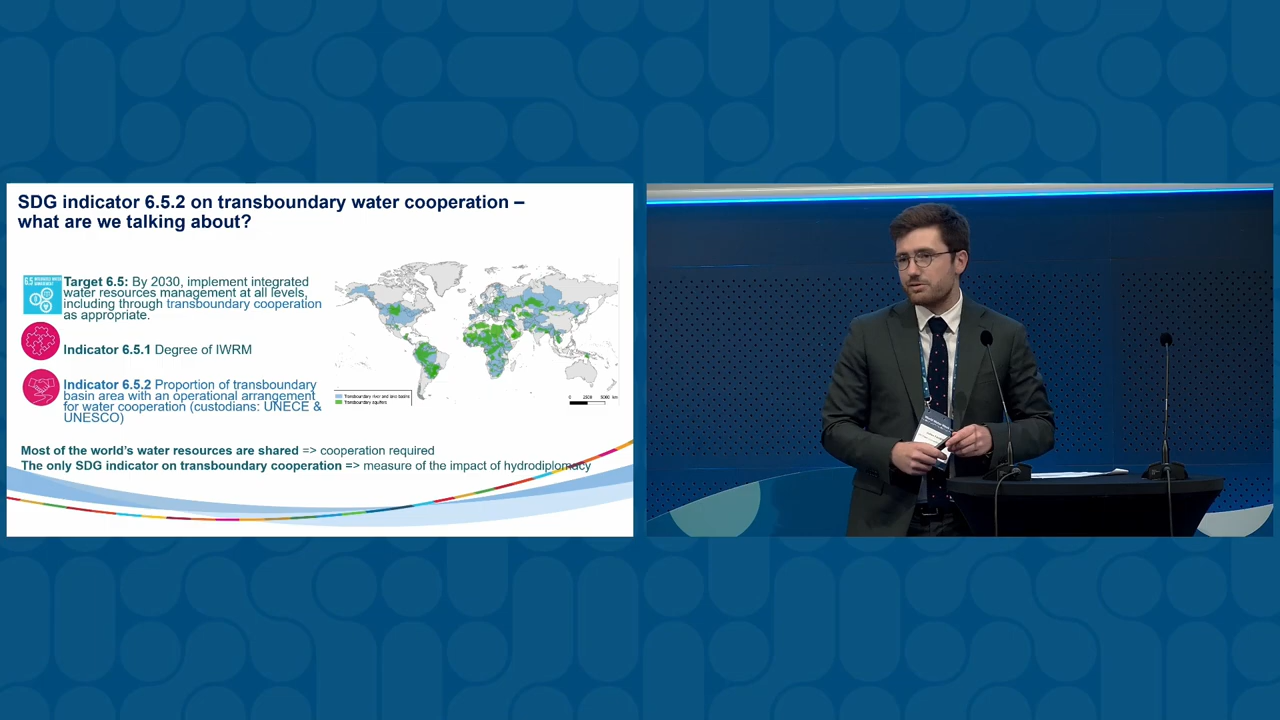 SDG indicator 6.5.2 on transboundary water cooperation –
what are we talking about?
Target 6.5: By 2030, implement integrated
water resources management at all levels,
including through transboundary cooperation
as appropriate.
Indicator 6.5.1 Degree of IWRM
Indicator 6.5.2 Proportion of transboundary
basin area with an operational arrangement
for water cooperation (custodians: UNECE &
UNESCO)
Transboundary river and lake basins
Transboundary aquifers
Most of the world's water resources are shared => cooperation required
The only SDG indicator on transboundary cooperation => measure of the impact of hydrodiplomacy